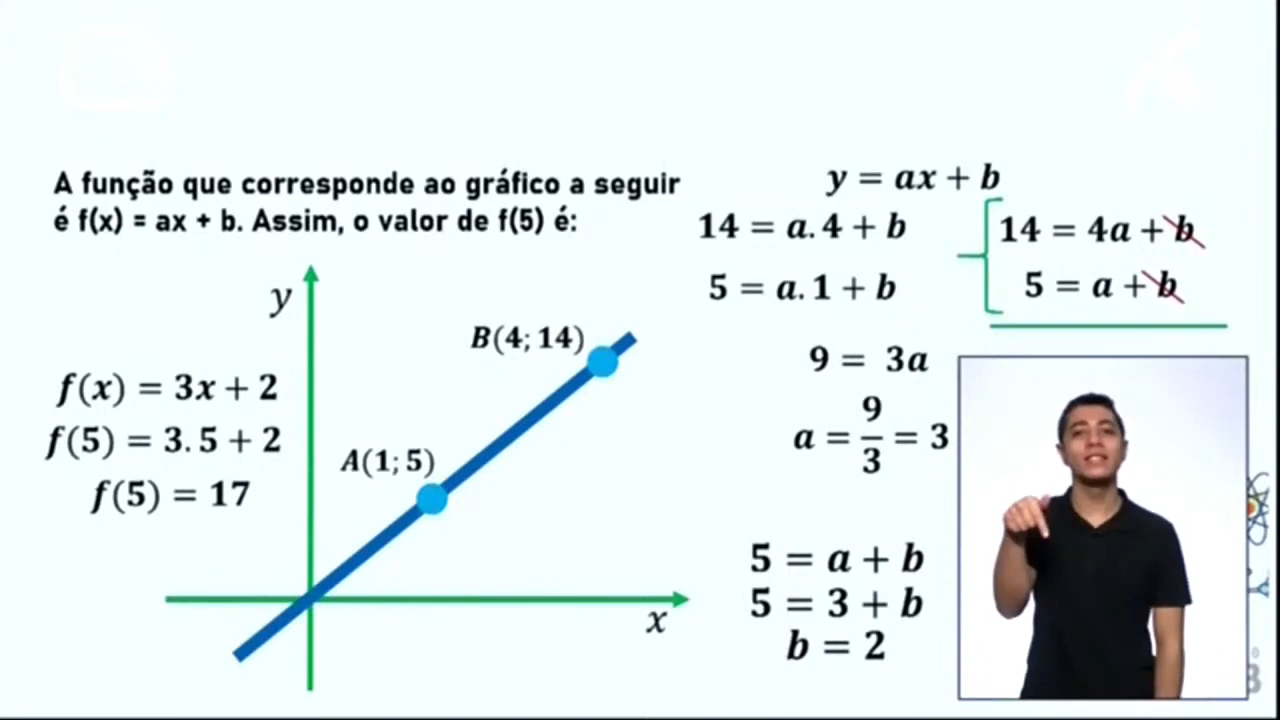 A função que corresponde ao gráfico a seguir
é f(x) = ax + b. Assim, o valor de f(5) é:
y
B(4; 14)
f(x) = 3x + 2
f(5) = 3.5 + 2
f(5) = 17
A(1; 5)
x
y = ax + b
14 = a.4 + b
5 = a.1 + b
14 = 4a + b
5 = a + b
9 = 3a
a = 9/3 = 3
5 = a + b
5 = 3 + b
b = 2